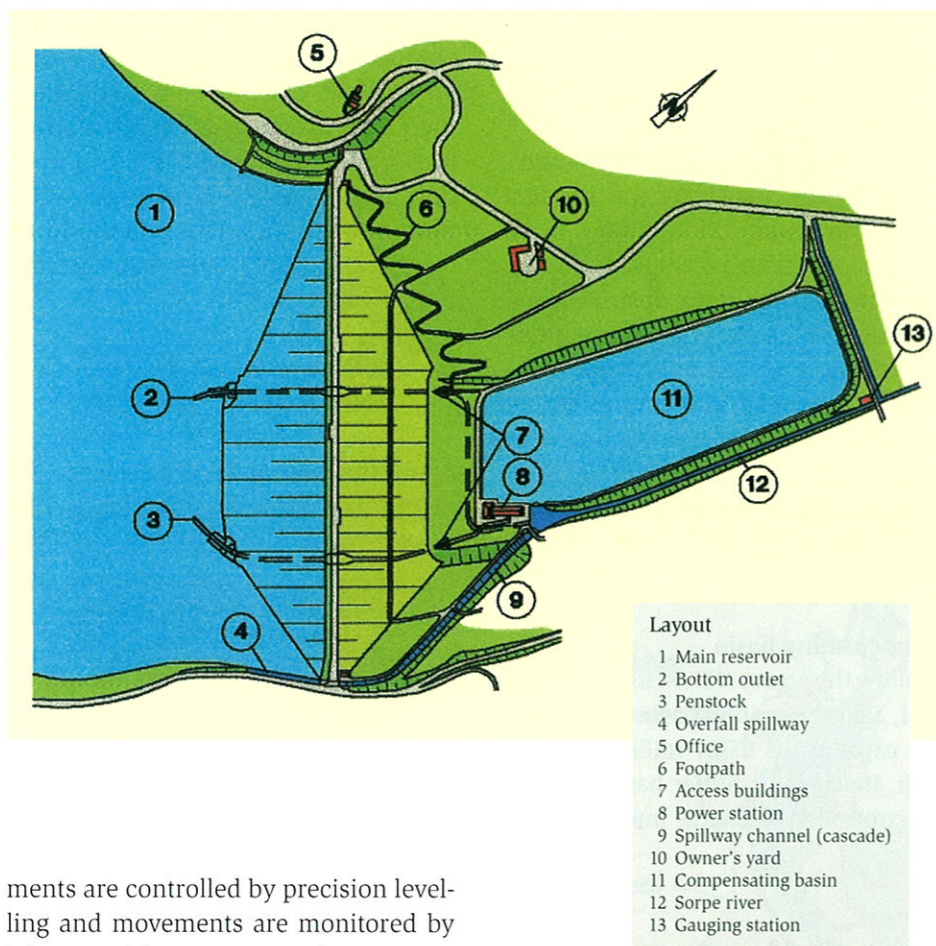 5
N
1
6
10
2
11
13
7
8
12
3
9
4
Layout
1 Main reservoir
2 Bottom outlet
3 Penstock
4 Overfall spillway
5 Office
6 Footpath
7 Access buildings
8 Power station
9 Spillway channel (cascade)
10 Owner's yard
11 Compensating basin
12 Sorpe river
13 Gauging station
ments are controlled by precision level-
ling and movements are monitored by